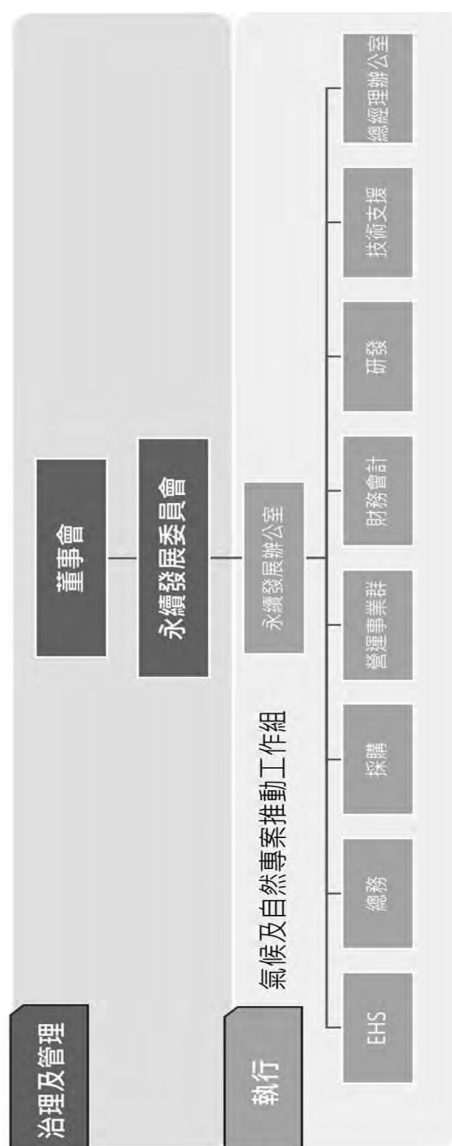 治理及管理
董事會
永續發展委員會
執行
氣候及自然專案推動工作組
永續發展辦公室
EHS
總務
採購
營運事業群
財務會計
研發
技術支援
總經理辦公室